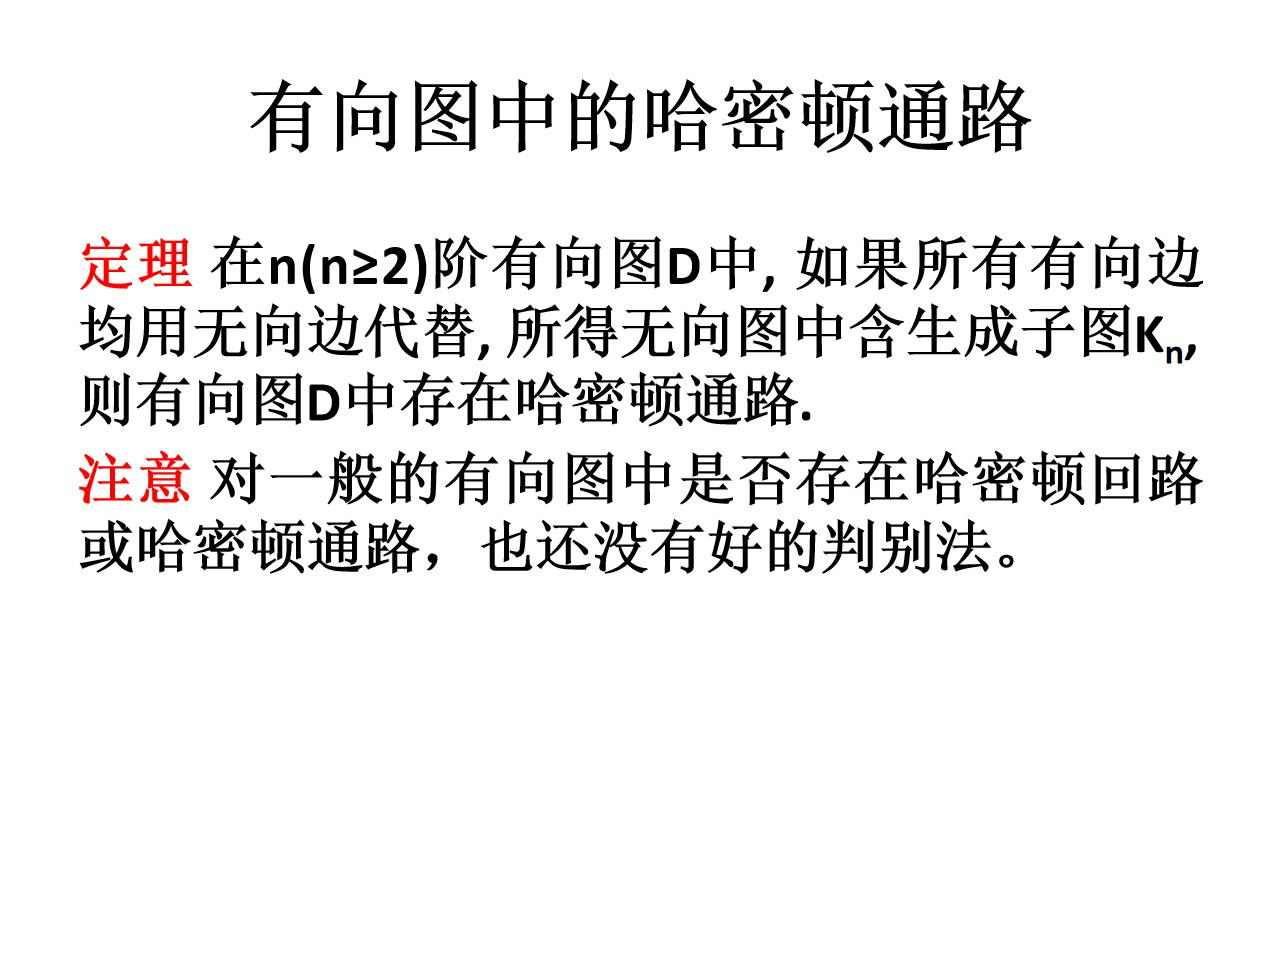 有向图中的哈密顿通路
定理 在n(n≥2)阶有向图D中, 如果所有有向边
均用无向边代替, 所得无向图中含生成子图Kn,
则有向图D中存在哈密顿通路.
注意 对一般的有向图中是否存在哈密顿回路
或哈密顿通路，也还没有好的判别法。